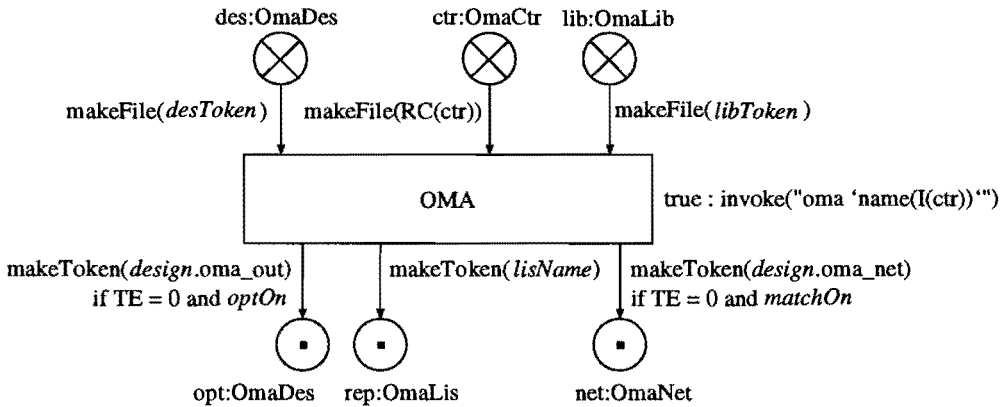 des:OmaDes ctr:OmaCtr lib:OmaLib
makeFile(desToken) makeFile(RC(ctr)) makeFile(libToken)
OMA true : invoke("oma ‘name(I(ctr))‘")
makeToken(design.oma_out) makeToken(lisName) makeToken(design.oma_net)
if TE = 0 and optOn if TE = 0 and matchOn
opt:OmaDes rep:OmaLis net:OmaNet